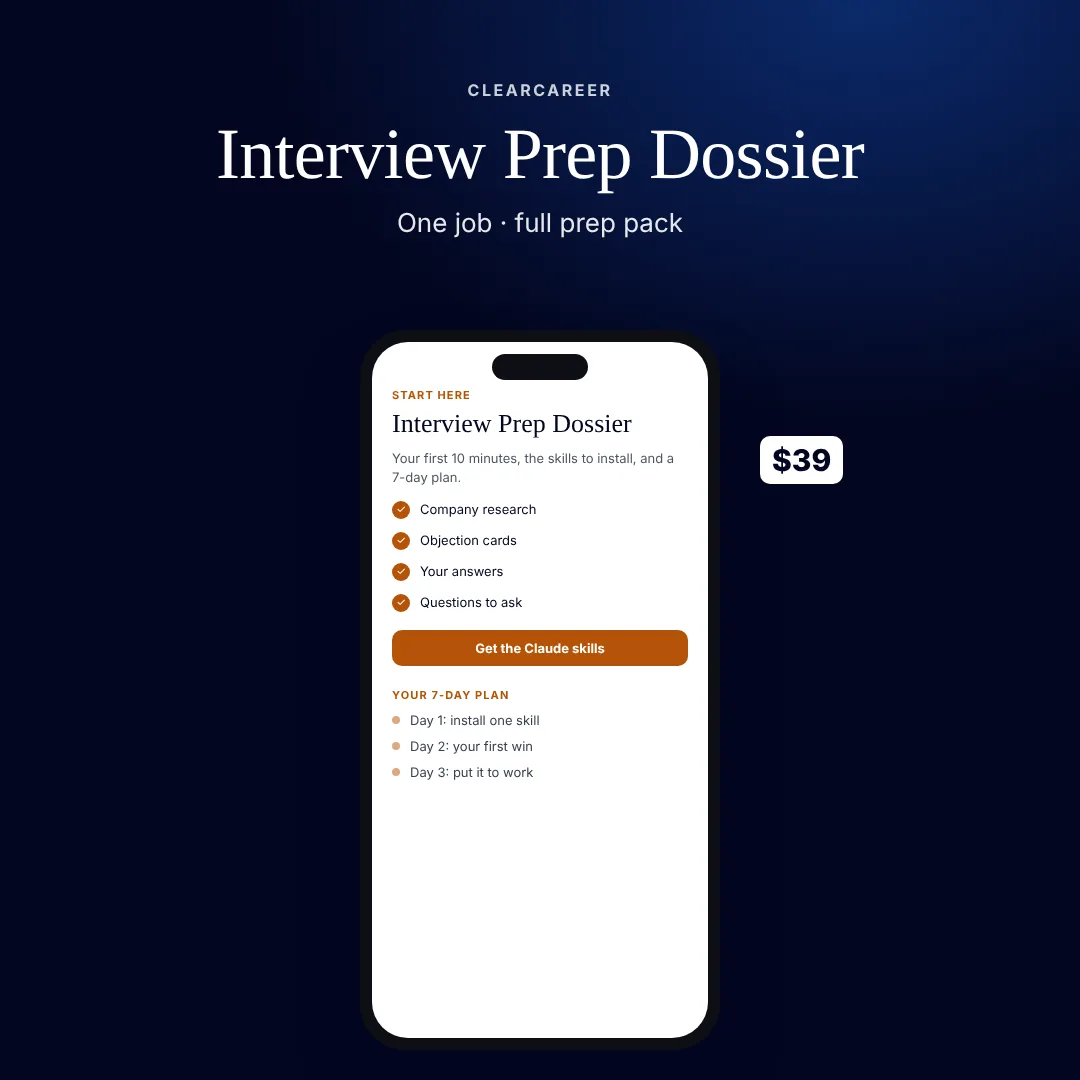 CLEARCAREER
Interview Prep Dossier
One job · full prep pack
START HERE
Interview Prep Dossier
Your first 10 minutes, the skills to install, and a
7-day plan.
Company research
Objection cards
Your answers
Questions to ask
Get the Claude skills
YOUR 7-DAY PLAN
Day 1: install one skill
Day 2: your first win
Day 3: put it to work
$39